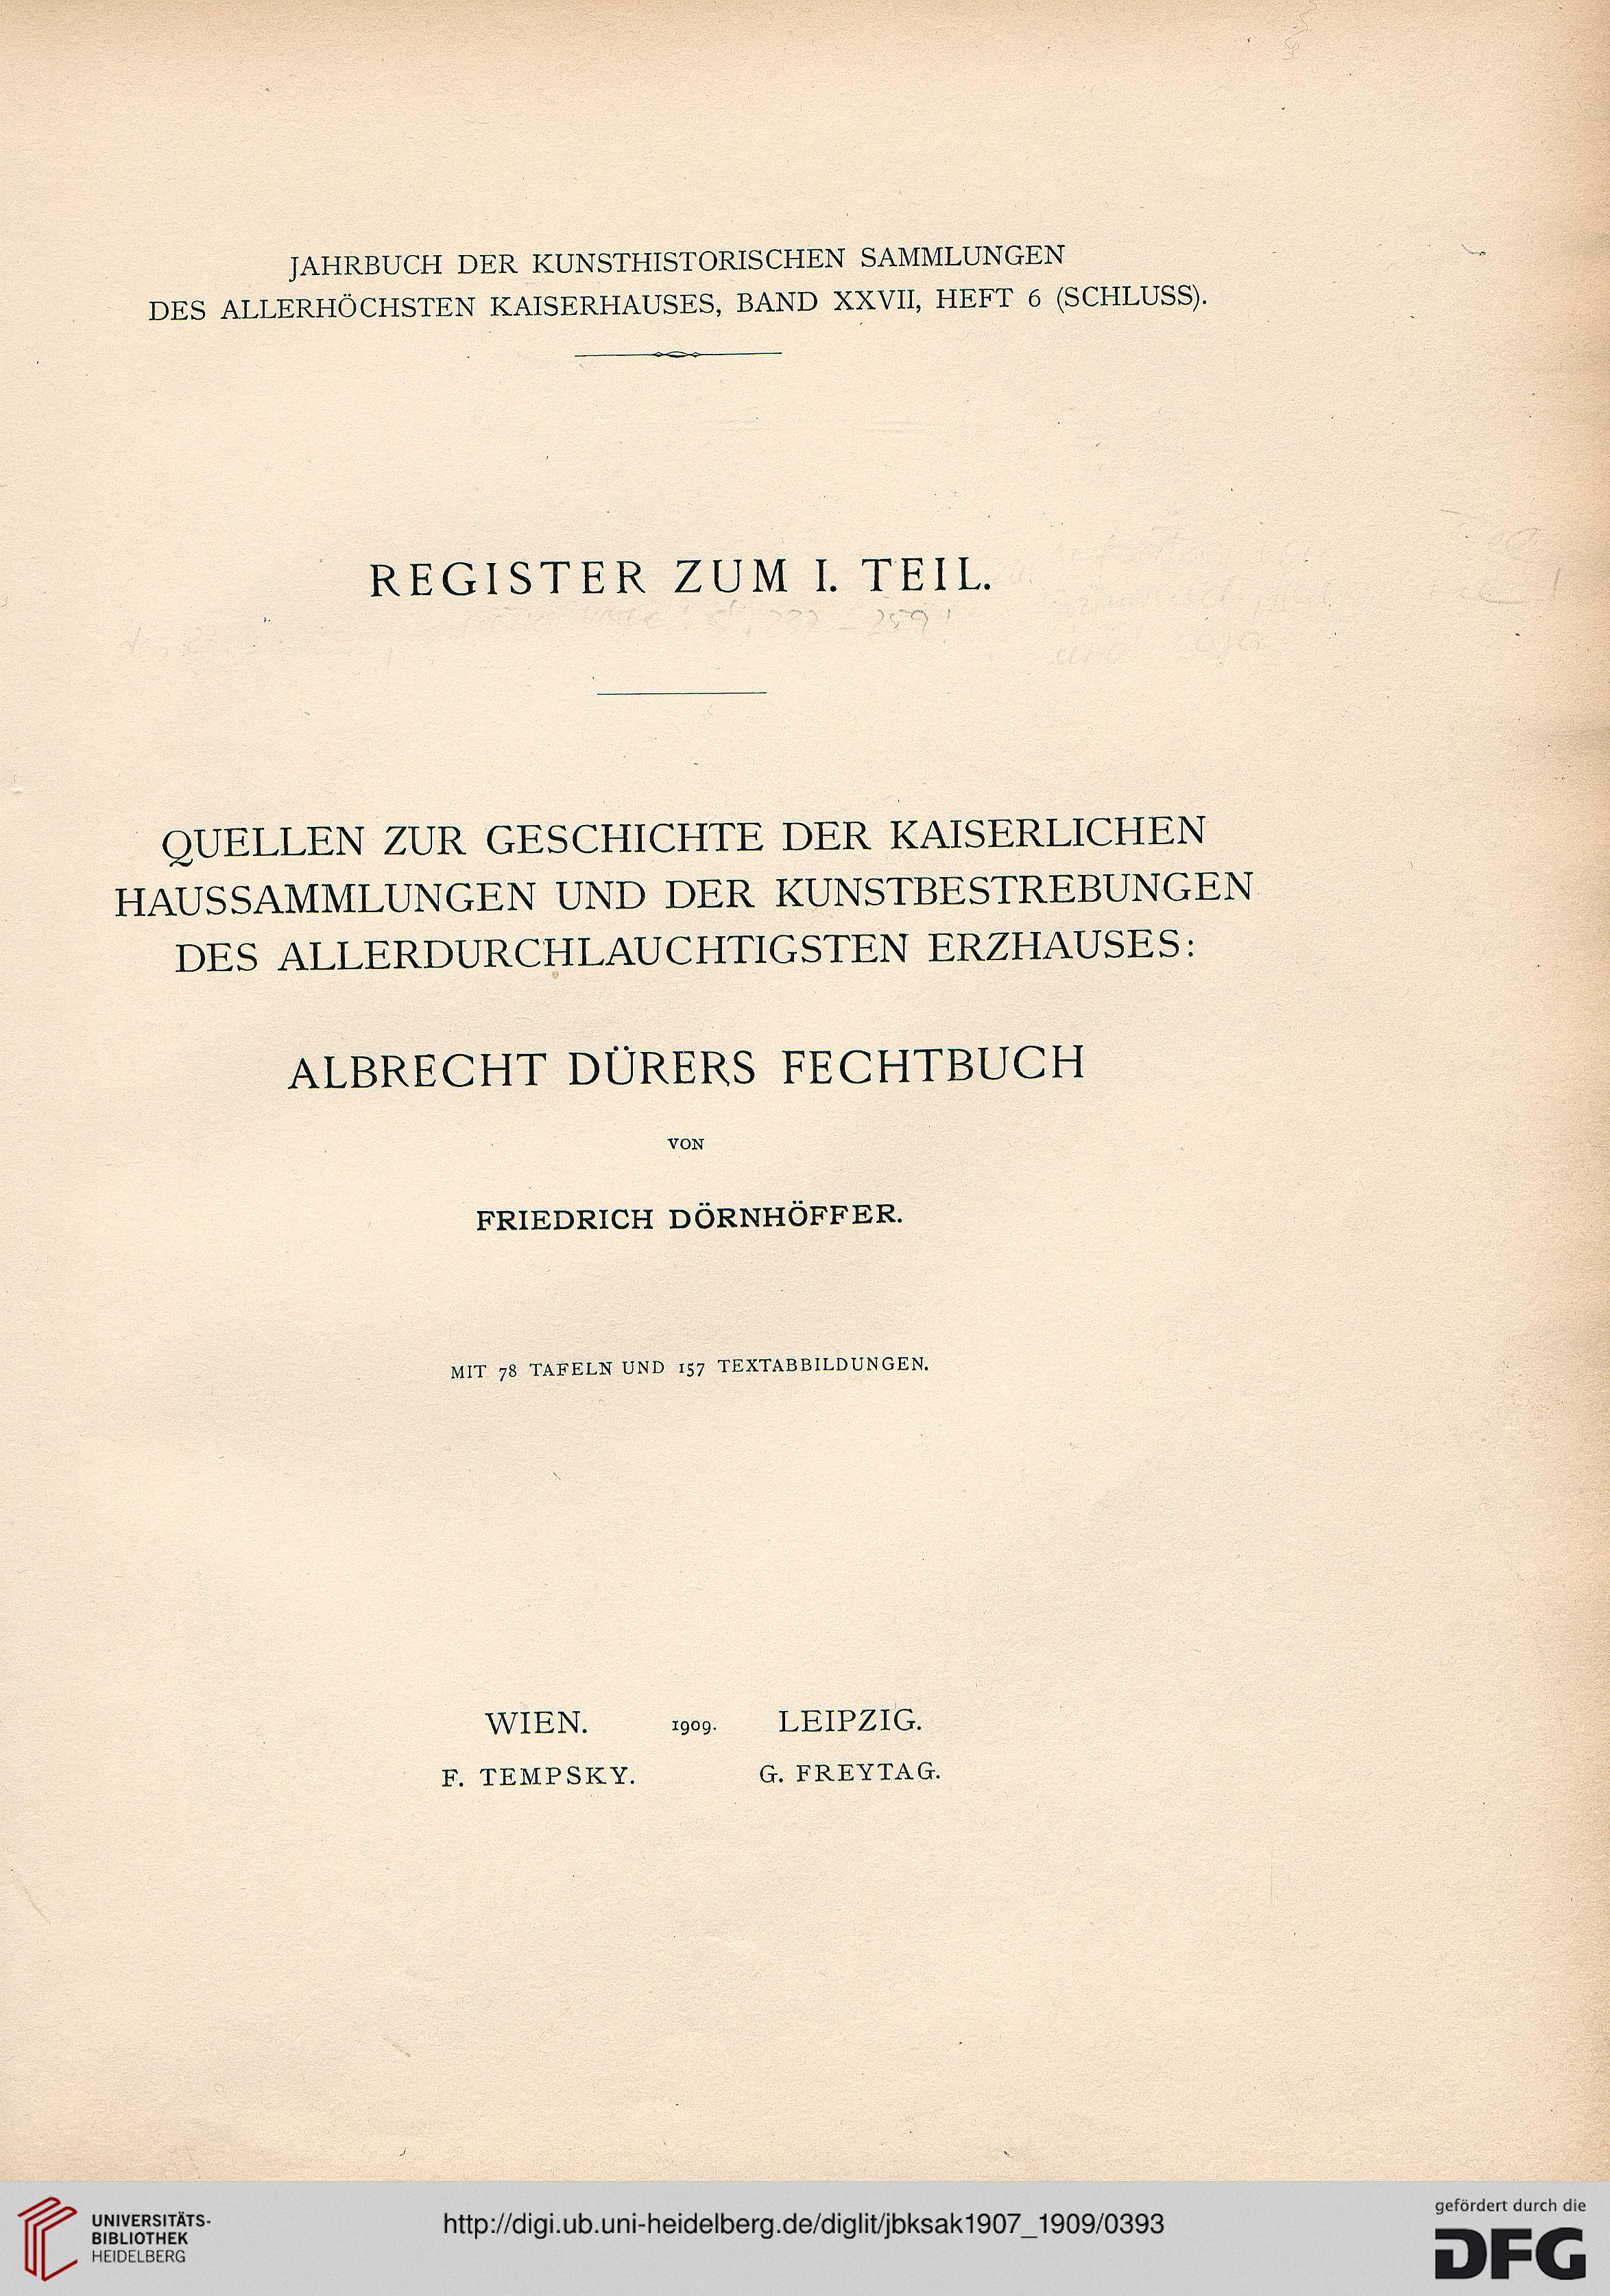 JAHRBUCH DER KUNSTHISTORISCHEN SAMMLUNGEN
DES ALLERHÖCHSTEN KAISERHAUSES, BAND XXVII, HEFT 6 (SCHLUSS).
REGISTER ZUM I. TEIL.
259!
QUELLEN ZUR GESCHICHTE DER KAISERLICHEN
HAUSSAMMLUNGEN UND DER KUNSTBESTREBUNGEN
DES ALLERDURCHLAUCHTIGSTEN ERZHAUSES:
ALBRECHT DÜRERS FECHTBUCH
VON
FRIEDRICH DÖRNHÖFFER.
MIT 78 TAFELN UND 157 TEXTABBILDUNGEN.
WIEN. 1909. LEIPZIG.
F. TEMPSKY. G. FREYTAG.
UNIVERSITÄTS-
BIBLIOTHEK
HEIDELBERG
http://digi.ub.uni-heidelberg.de/diglit/jbksak1907_1909/0393
gefördert durch die
DFG